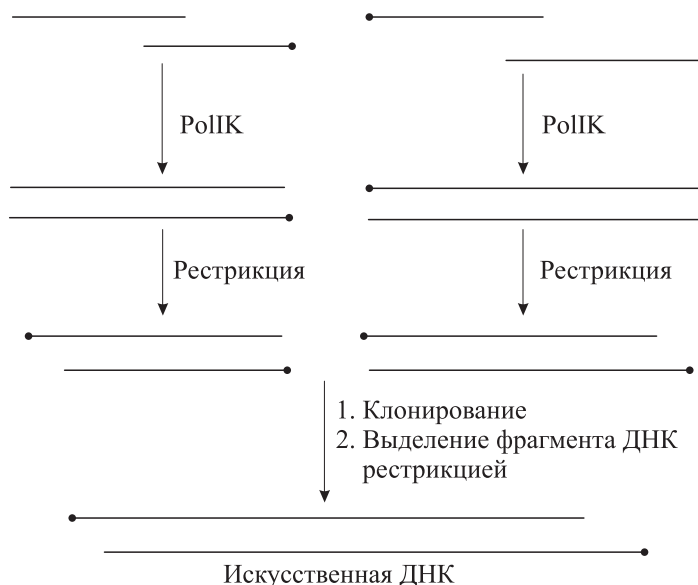 PolIK
PolIK
Рестрикция
Рестрикция
1. Клонирование
2. Выделение фрагмента ДНК
рестрикцией
Искусственная ДНК